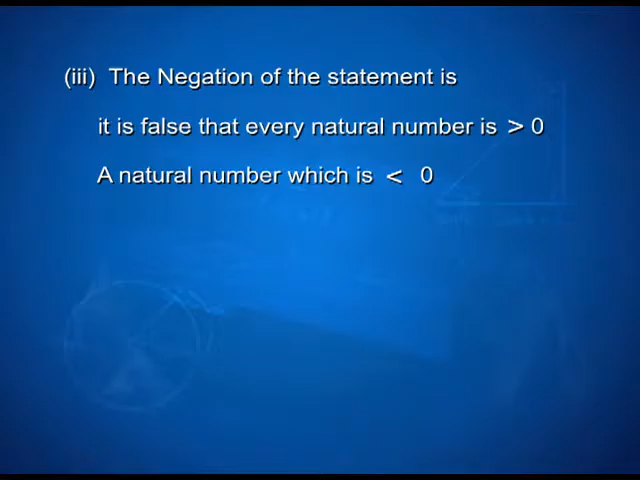 (iii) The Negation of the statement is
it is false that every natural number is > 0
A natural number which is < 0